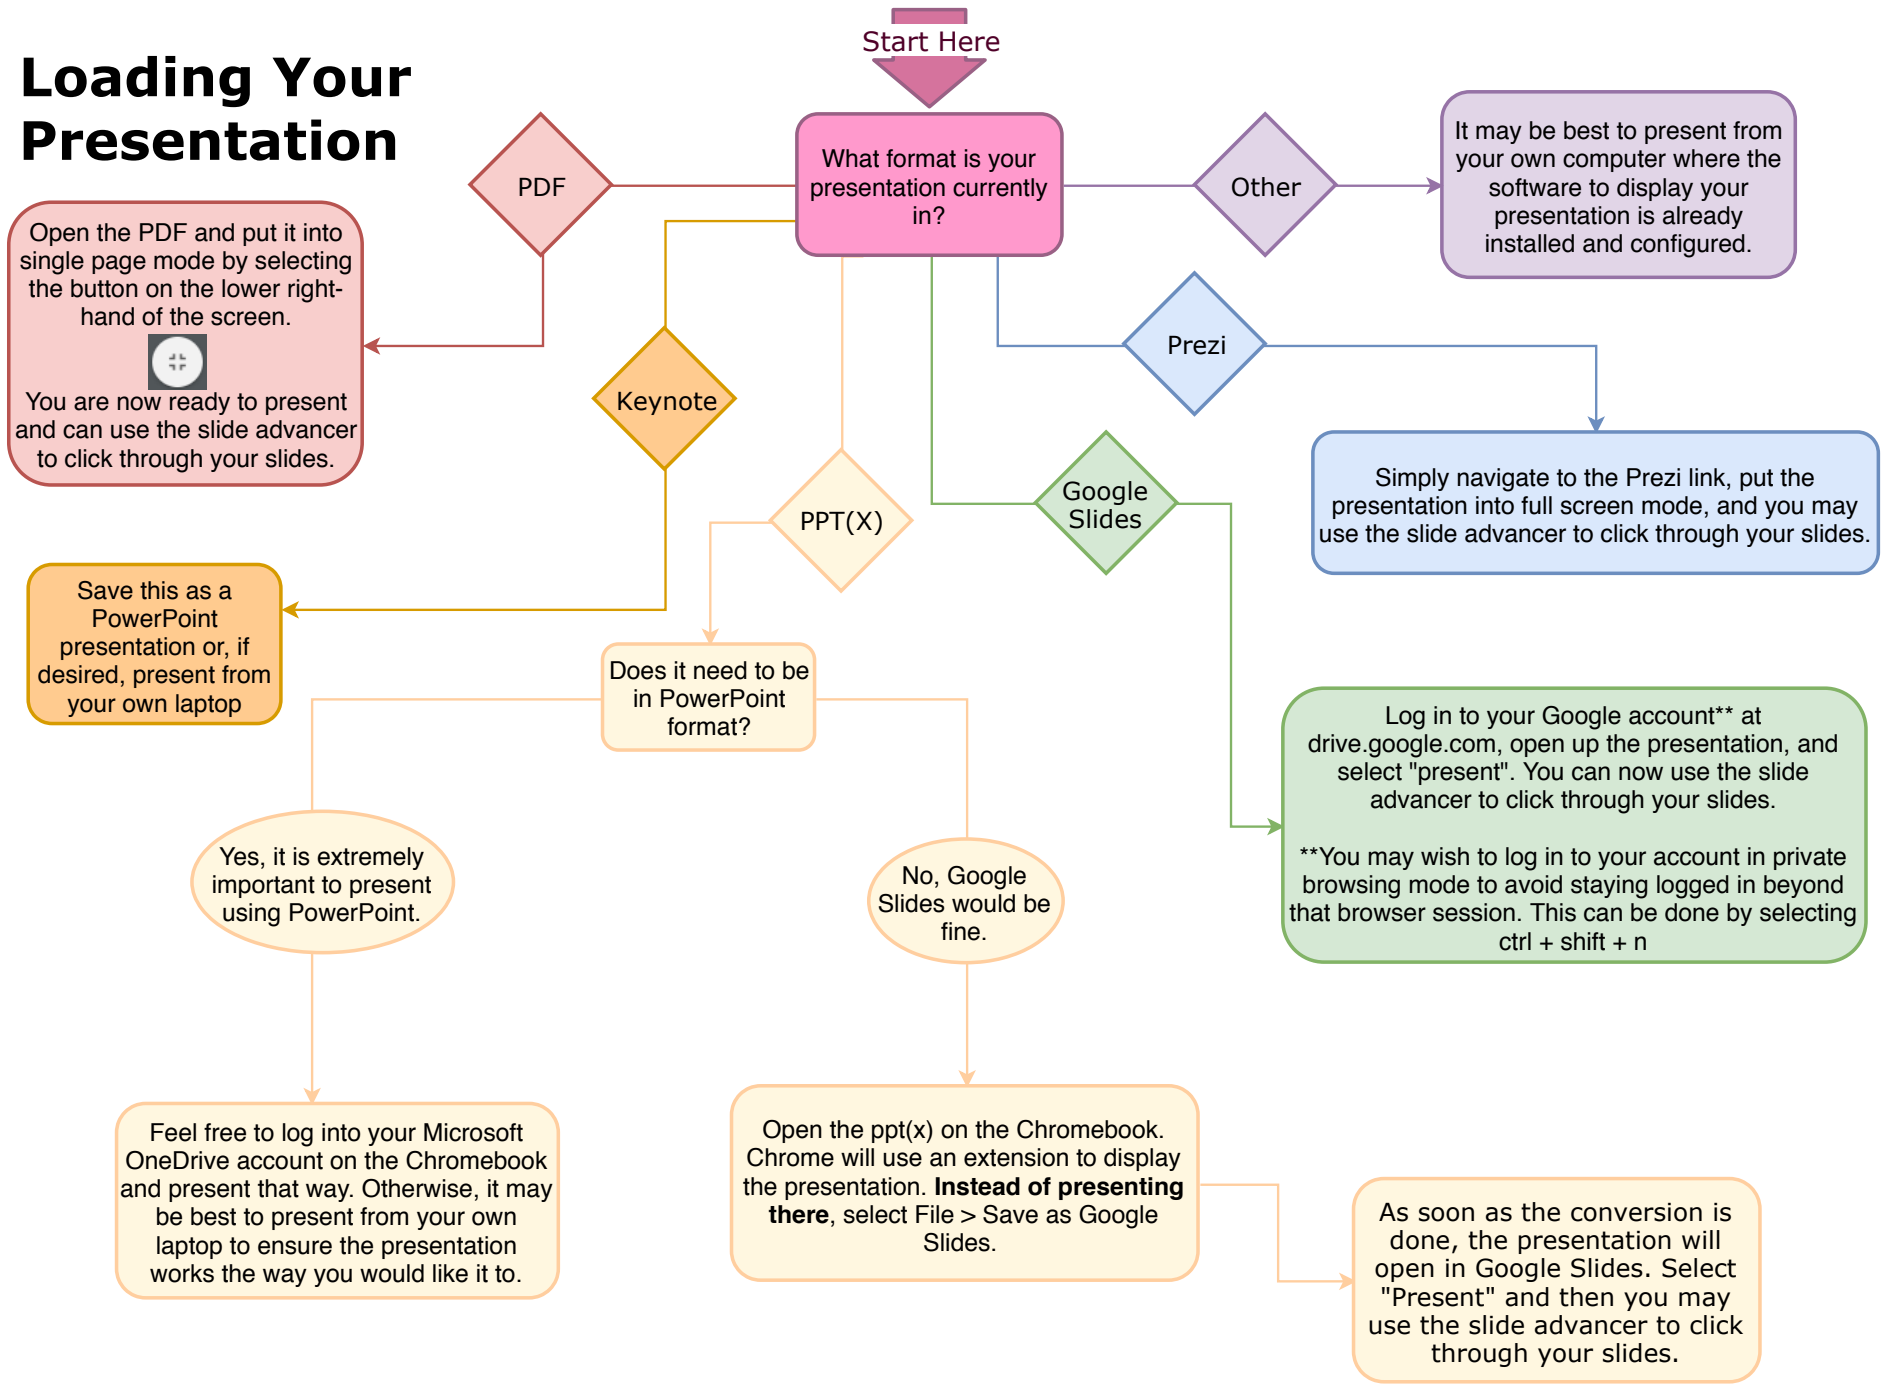 Start Here
Loading Your
Presentation
What format is your
presentation currently
in?
PDF
Open the PDF and put it into
single page mode by selecting
the button on the lower right-
hand of the screen.
You are now ready to present
and can use the slide advancer
to click through your slides.
Keynote
Save this as a
PowerPoint
presentation or, if
desired, present from
your own laptop
PPT(X)
Does it need to be
in PowerPoint
format?
Yes, it is extremely
important to present
using PowerPoint.
Feel free to log into your Microsoft
OneDrive account on the Chromebook
and present that way. Otherwise, it may
be best to present from your own
laptop to ensure the presentation
works the way you would like it to.
No, Google
Slides would be
fine.
Open the ppt(x) on the Chromebook.
Chrome will use an extension to display
the presentation. Instead of presenting
there, select File > Save as Google
Slides.
As soon as the conversion is
done, the presentation will
open in Google Slides. Select
"Present" and then you may
use the slide advancer to click
through your slides.
Google
Slides
Log in to your Google account** at
drive.google.com, open up the presentation, and
select "present". You can now use the slide
advancer to click through your slides.
**You may wish to log in to your account in private
browsing mode to avoid staying logged in beyond
that browser session. This can be done by selecting
ctrl + shift + n
Prezi
Simply navigate to the Prezi link, put the
presentation into full screen mode, and you may
use the slide advancer to click through your slides.
Other
It may be best to present from
your own computer where the
software to display your
presentation is already
installed and configured.